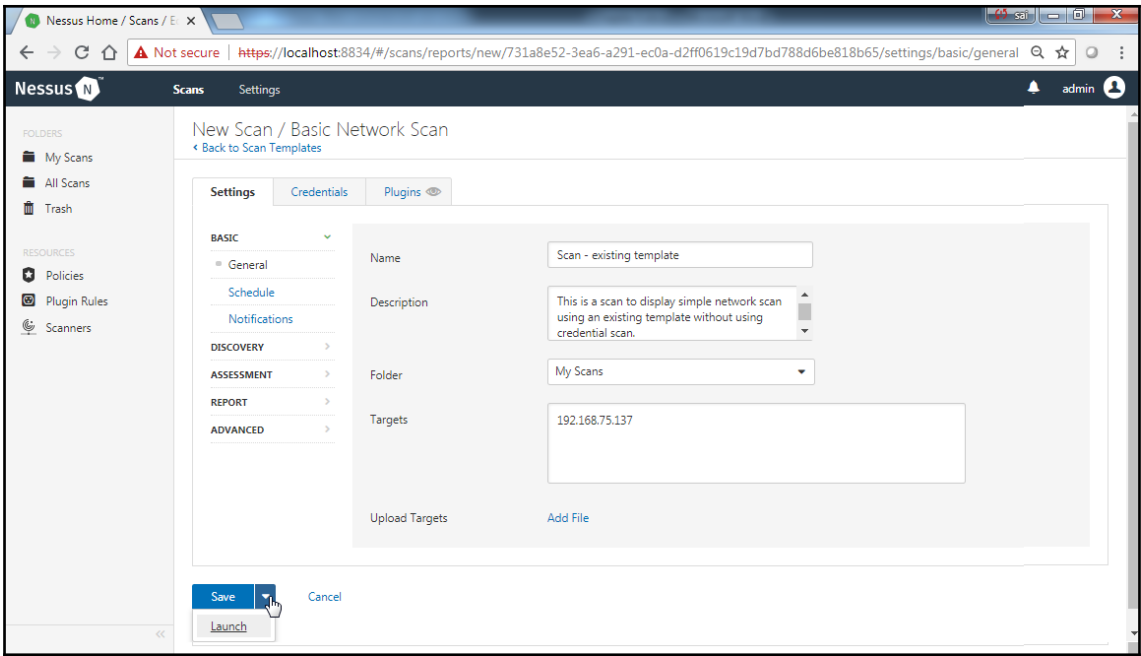 Nessus Home / Scans / E
sai
Not secure | https://localhost:8834/#/scans/reports/new/731a8e52-3ea6-a291-ec0a-d2ff0619c19d7bd788d6be818b65/settings/basic/general
Nessus N
Scans
Settings
admin
FOLDERS
My Scans
All Scans
Trash
RESOURCES
Policies
Plugin Rules
Scanners
New Scan / Basic Network Scan
‹ Back to Scan Templates
Settings
Credentials
Plugins
BASIC
General
Schedule
Notifications
DISCOVERY
ASSESSMENT
REPORT
ADVANCED
Name
Scan - existing template
Description
This is a scan to display simple network scan
using an existing template without using
credential scan.
Folder
My Scans
Targets
192.168.75.137
Upload Targets
Add File
Save
Cancel
Launch